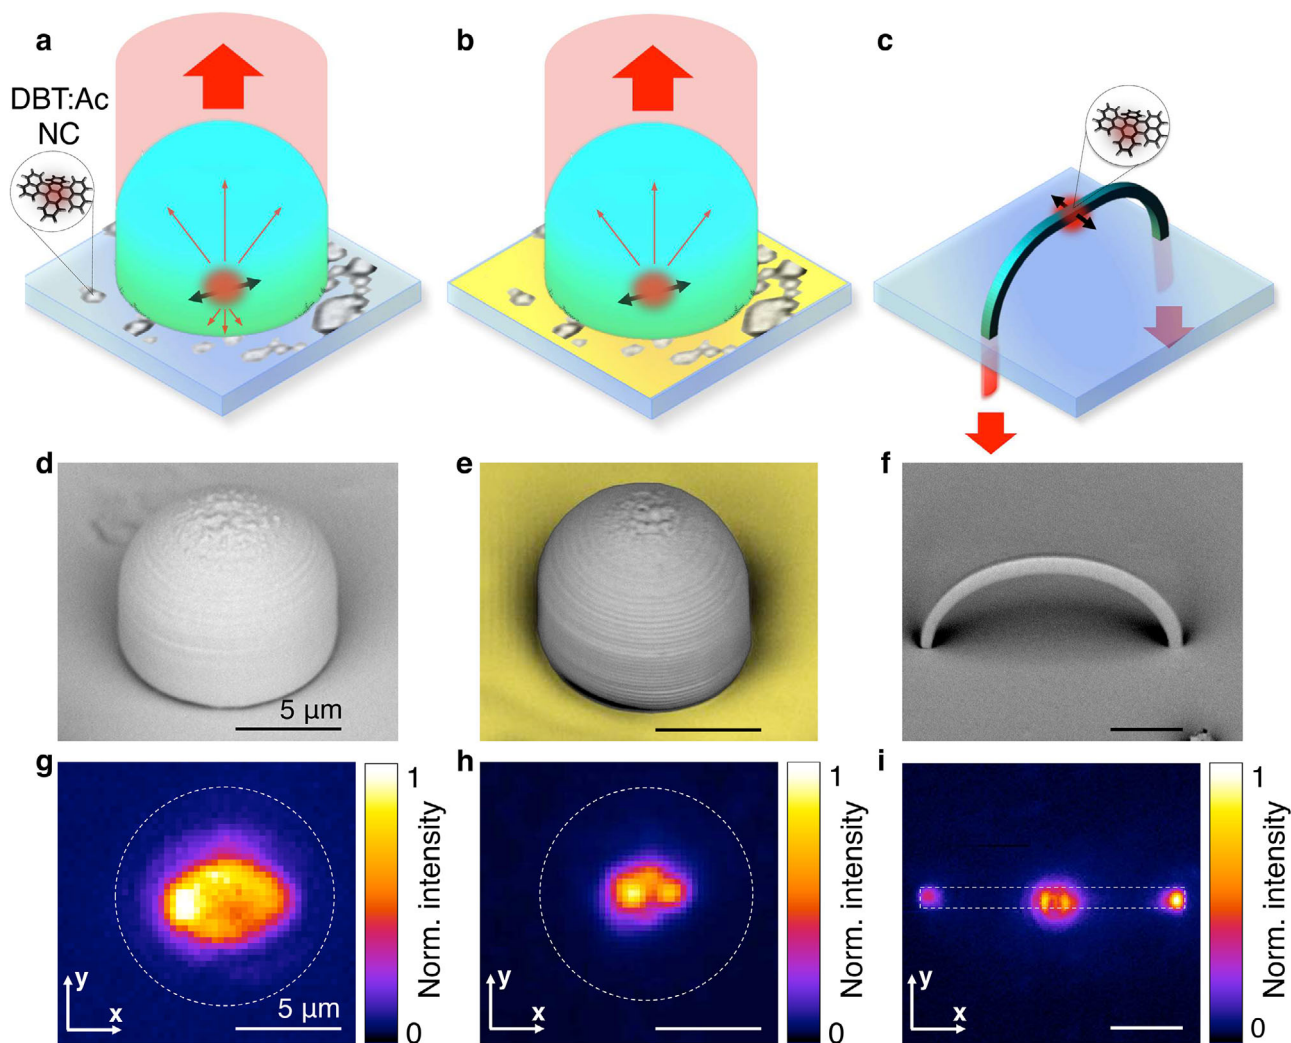 a
b
c
DBT:Ac
NC
d
5 µm
e
f
g
1
Norm. intensity
0
y
x
5 µm
h
1
Norm. intensity
0
y
x
i
1
Norm. intensity
0
y
x